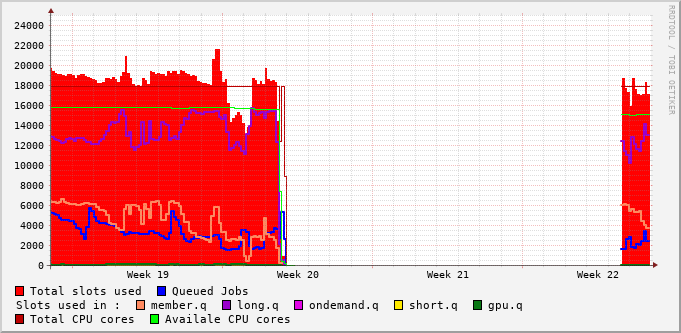 RRDTOOL / TOBI OETIKER
24000
22000
20000
18000
16000
14000
12000
10000
8000
6000
4000
2000
0
Week 19 Week 20 Week 21 Week 22
Total slots used Queued Jobs
Slots used in : member.q long.q ondemand.q short.q gpu.q
Total CPU cores Availale CPU cores